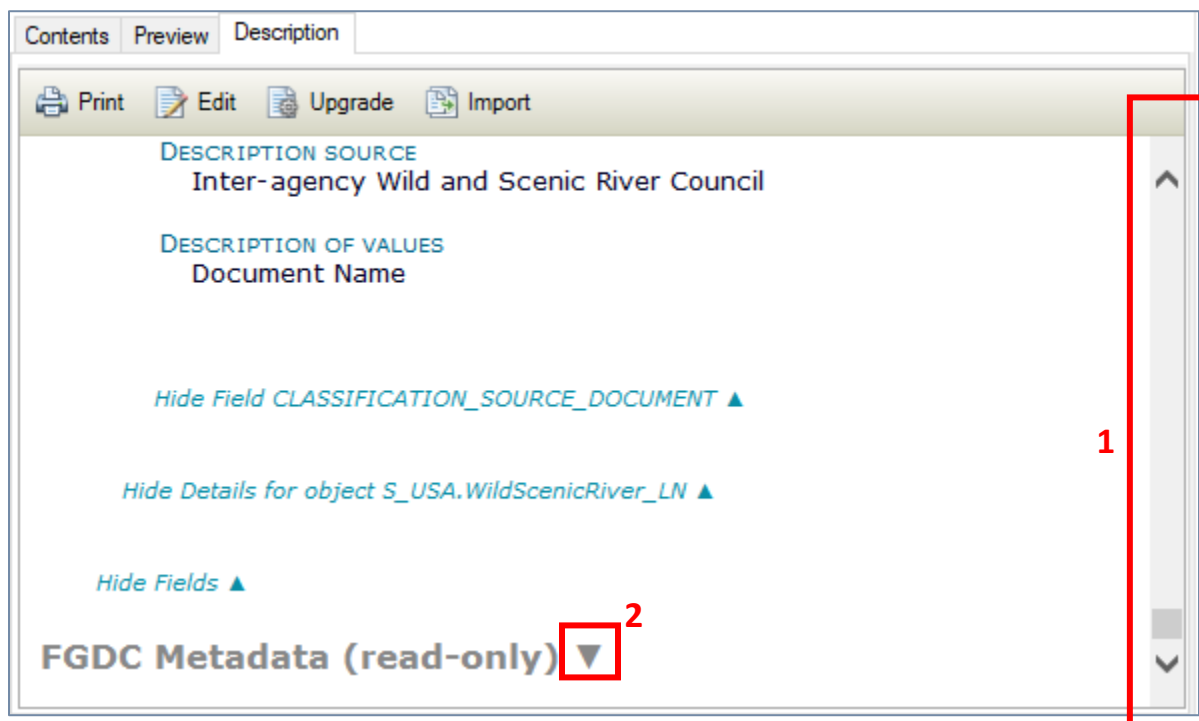 Contents Preview Description
Print Edit Upgrade Import
DESCRIPTION SOURCE
Inter-agency Wild and Scenic River Council
DESCRIPTION OF VALUES
Document Name
Hide Field CLASSIFICATION_SOURCE_DOCUMENT ▲
1
Hide Details for object S_USA.WildScenicRiver_LN ▲
Hide Fields ▲
2
FGDC Metadata (read-only) ▼